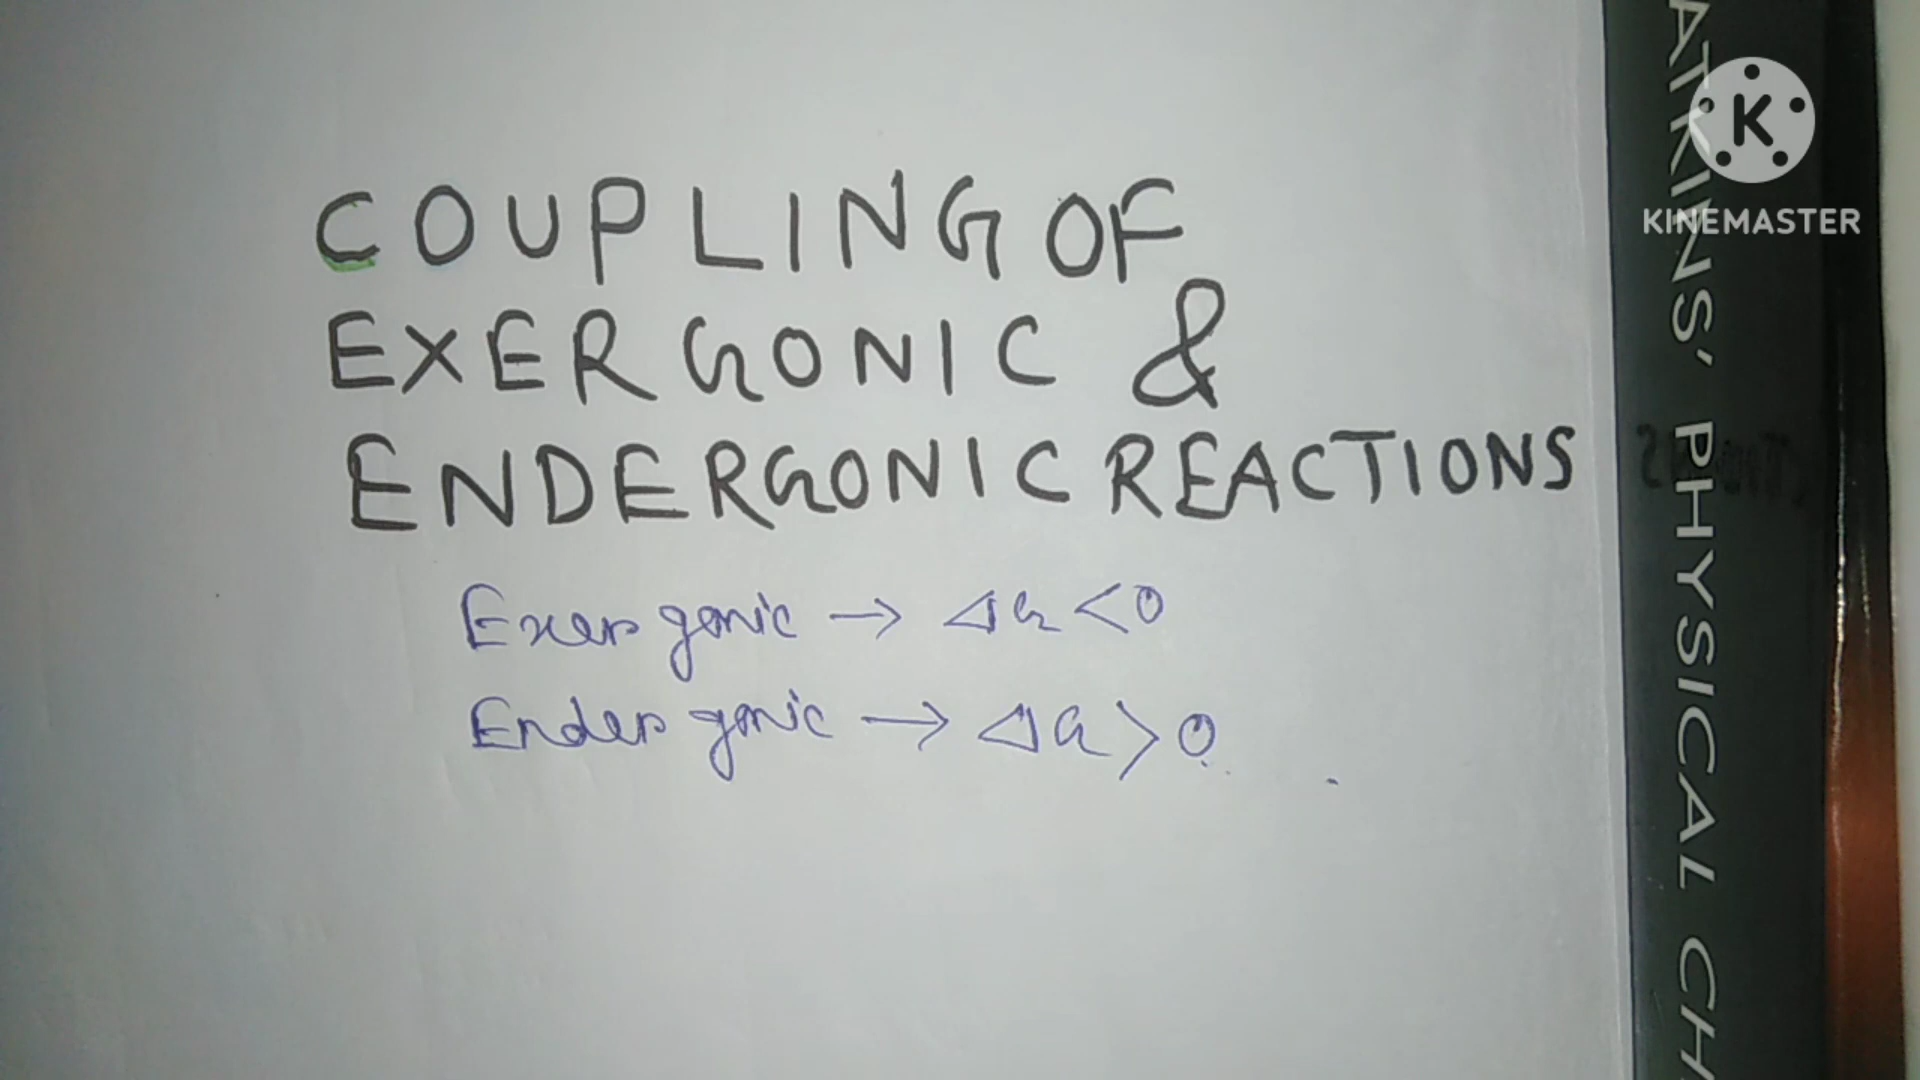 COUPLING OF
EXERGONIC &
ENDERGONIC REACTIONS
Exergonic → ΔG < 0
Endergonic → ΔG > 0
ATKINS' PHYSICAL CH
K
KINEMASTER